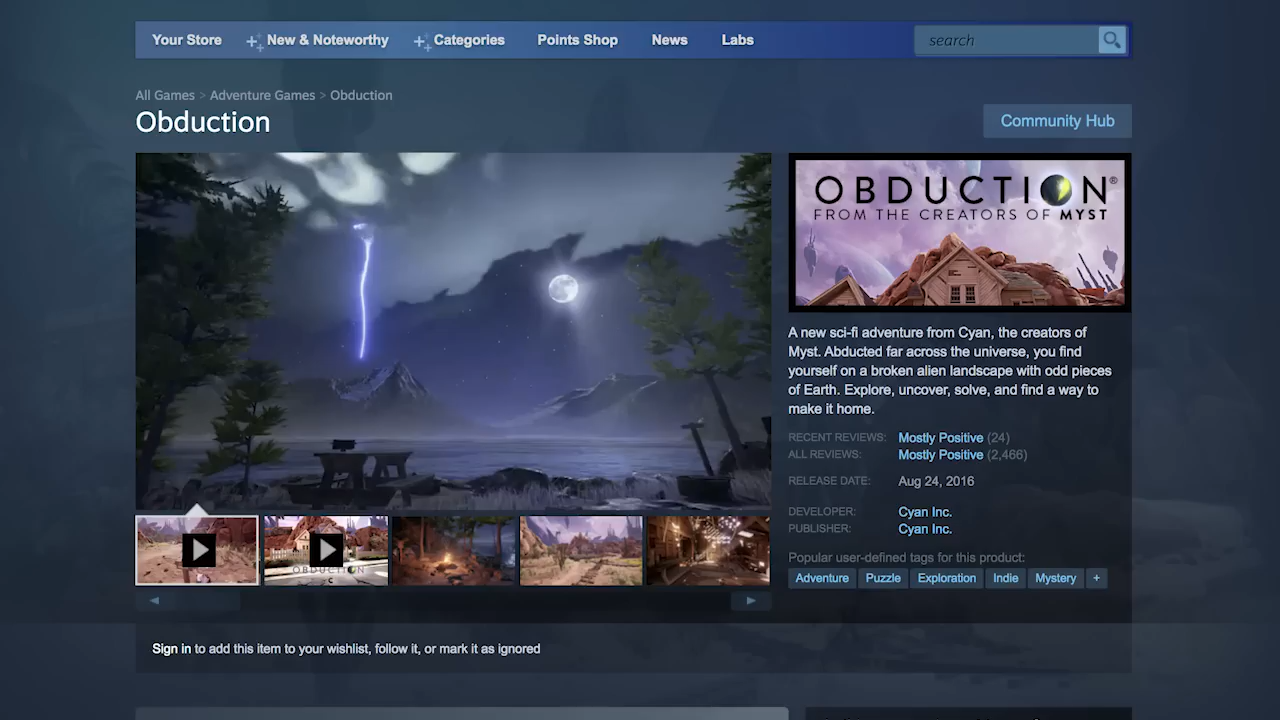 Your Store
New & Noteworthy
Categories
Points Shop
News
Labs
search
All Games > Adventure Games > Obduction
Obduction
Community Hub
OBDUCTION®
FROM THE CREATORS OF MYST
A new sci-fi adventure from Cyan, the creators of
Myst. Abducted far across the universe, you find
yourself on a broken alien landscape with odd pieces
of Earth. Explore, uncover, solve, and find a way to
make it home.
RECENT REVIEWS: Mostly Positive (24)
ALL REVIEWS: Mostly Positive (2,466)
RELEASE DATE: Aug 24, 2016
DEVELOPER: Cyan Inc.
PUBLISHER: Cyan Inc.
Popular user-defined tags for this product:
Adventure Puzzle Exploration Indie Mystery +
OBDUCTION
Sign in to add this item to your wishlist, follow it, or mark it as ignored